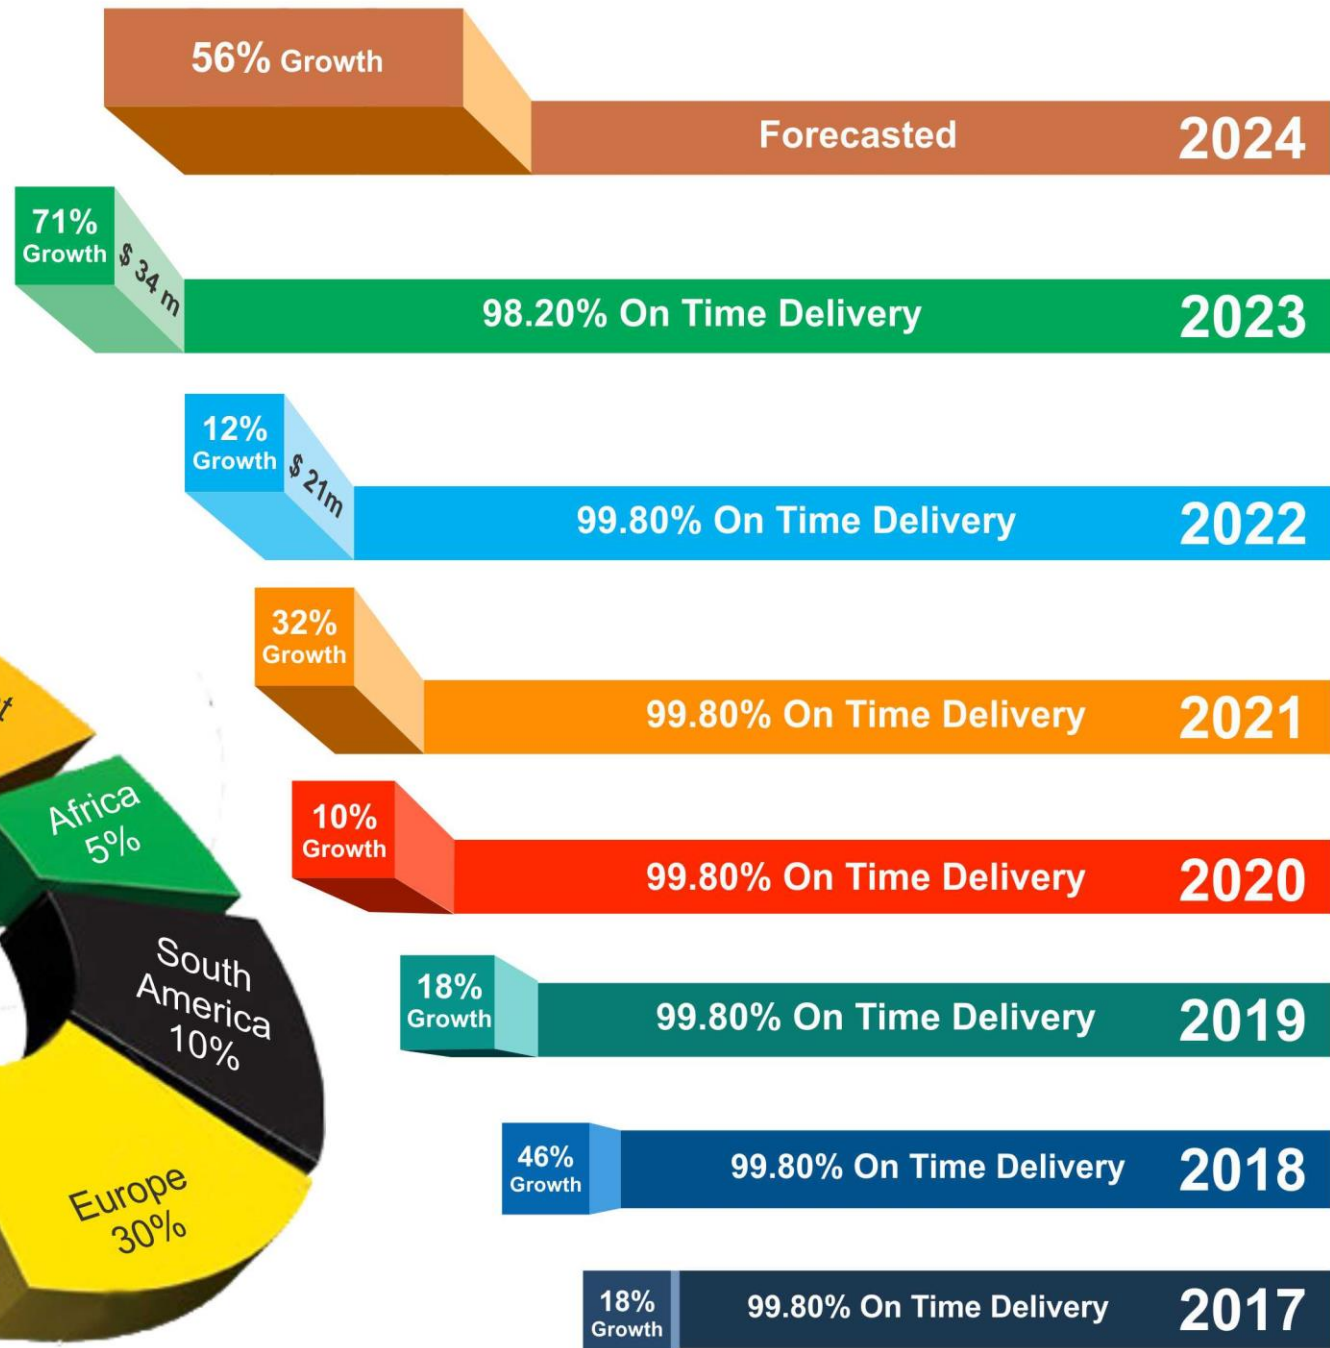 56% Growth
Forecasted 2024
71%
Growth
$ 34 m
98.20% On Time Delivery 2023
12%
Growth
$ 21m
99.80% On Time Delivery 2022
32%
Growth
99.80% On Time Delivery 2021
10%
Growth
99.80% On Time Delivery 2020
18%
Growth
99.80% On Time Delivery 2019
46%
Growth
99.80% On Time Delivery 2018
18%
Growth
99.80% On Time Delivery 2017
Africa
5%
South
America
10%
Europe
30%